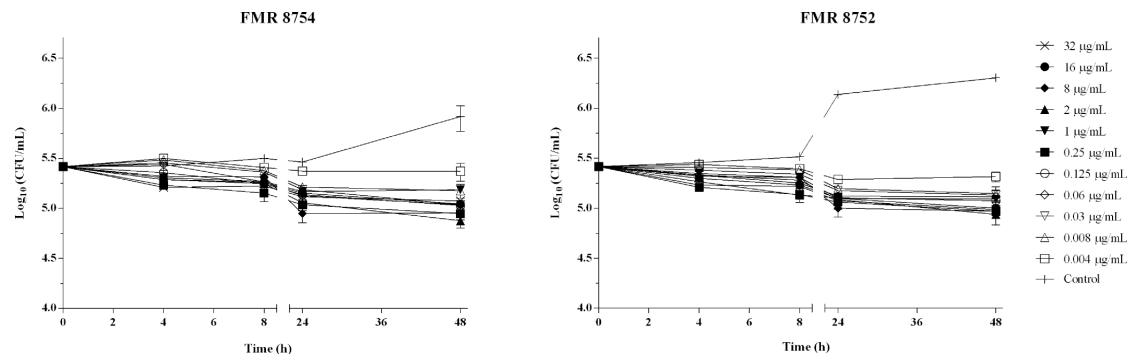 FMR 8754
FMR 8752
Log10 (CFU/mL)
6.5
6.0
5.5
5.0
4.5
4.0
0 2 4 6 8 24 36 48
Time (h)
Log10 (CFU/mL)
6.5
6.0
5.5
5.0
4.5
4.0
0 2 4 6 8 24 36 48
Time (h)
32 µg/mL
16 µg/mL
8 µg/mL
2 µg/mL
1 µg/mL
0.25 µg/mL
0.125 µg/mL
0.06 µg/mL
0.03 µg/mL
0.008 µg/mL
0.004 µg/mL
Control